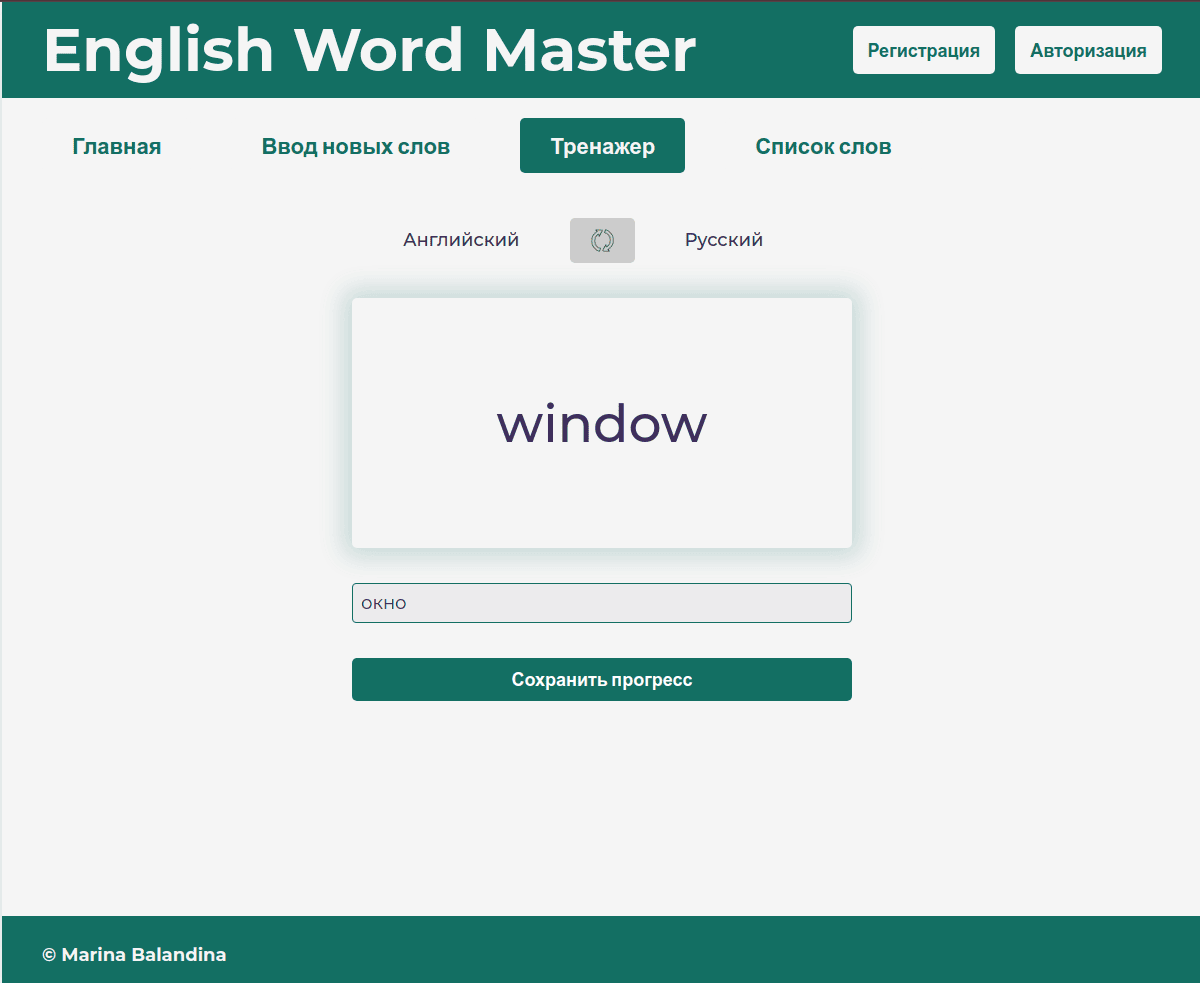 English Word Master
Регистрация
Авторизация
Главная
Ввод новых слов
Тренажер
Список слов
Английский
Русский
window
окно
Сохранить прогресс
© Marina Balandina